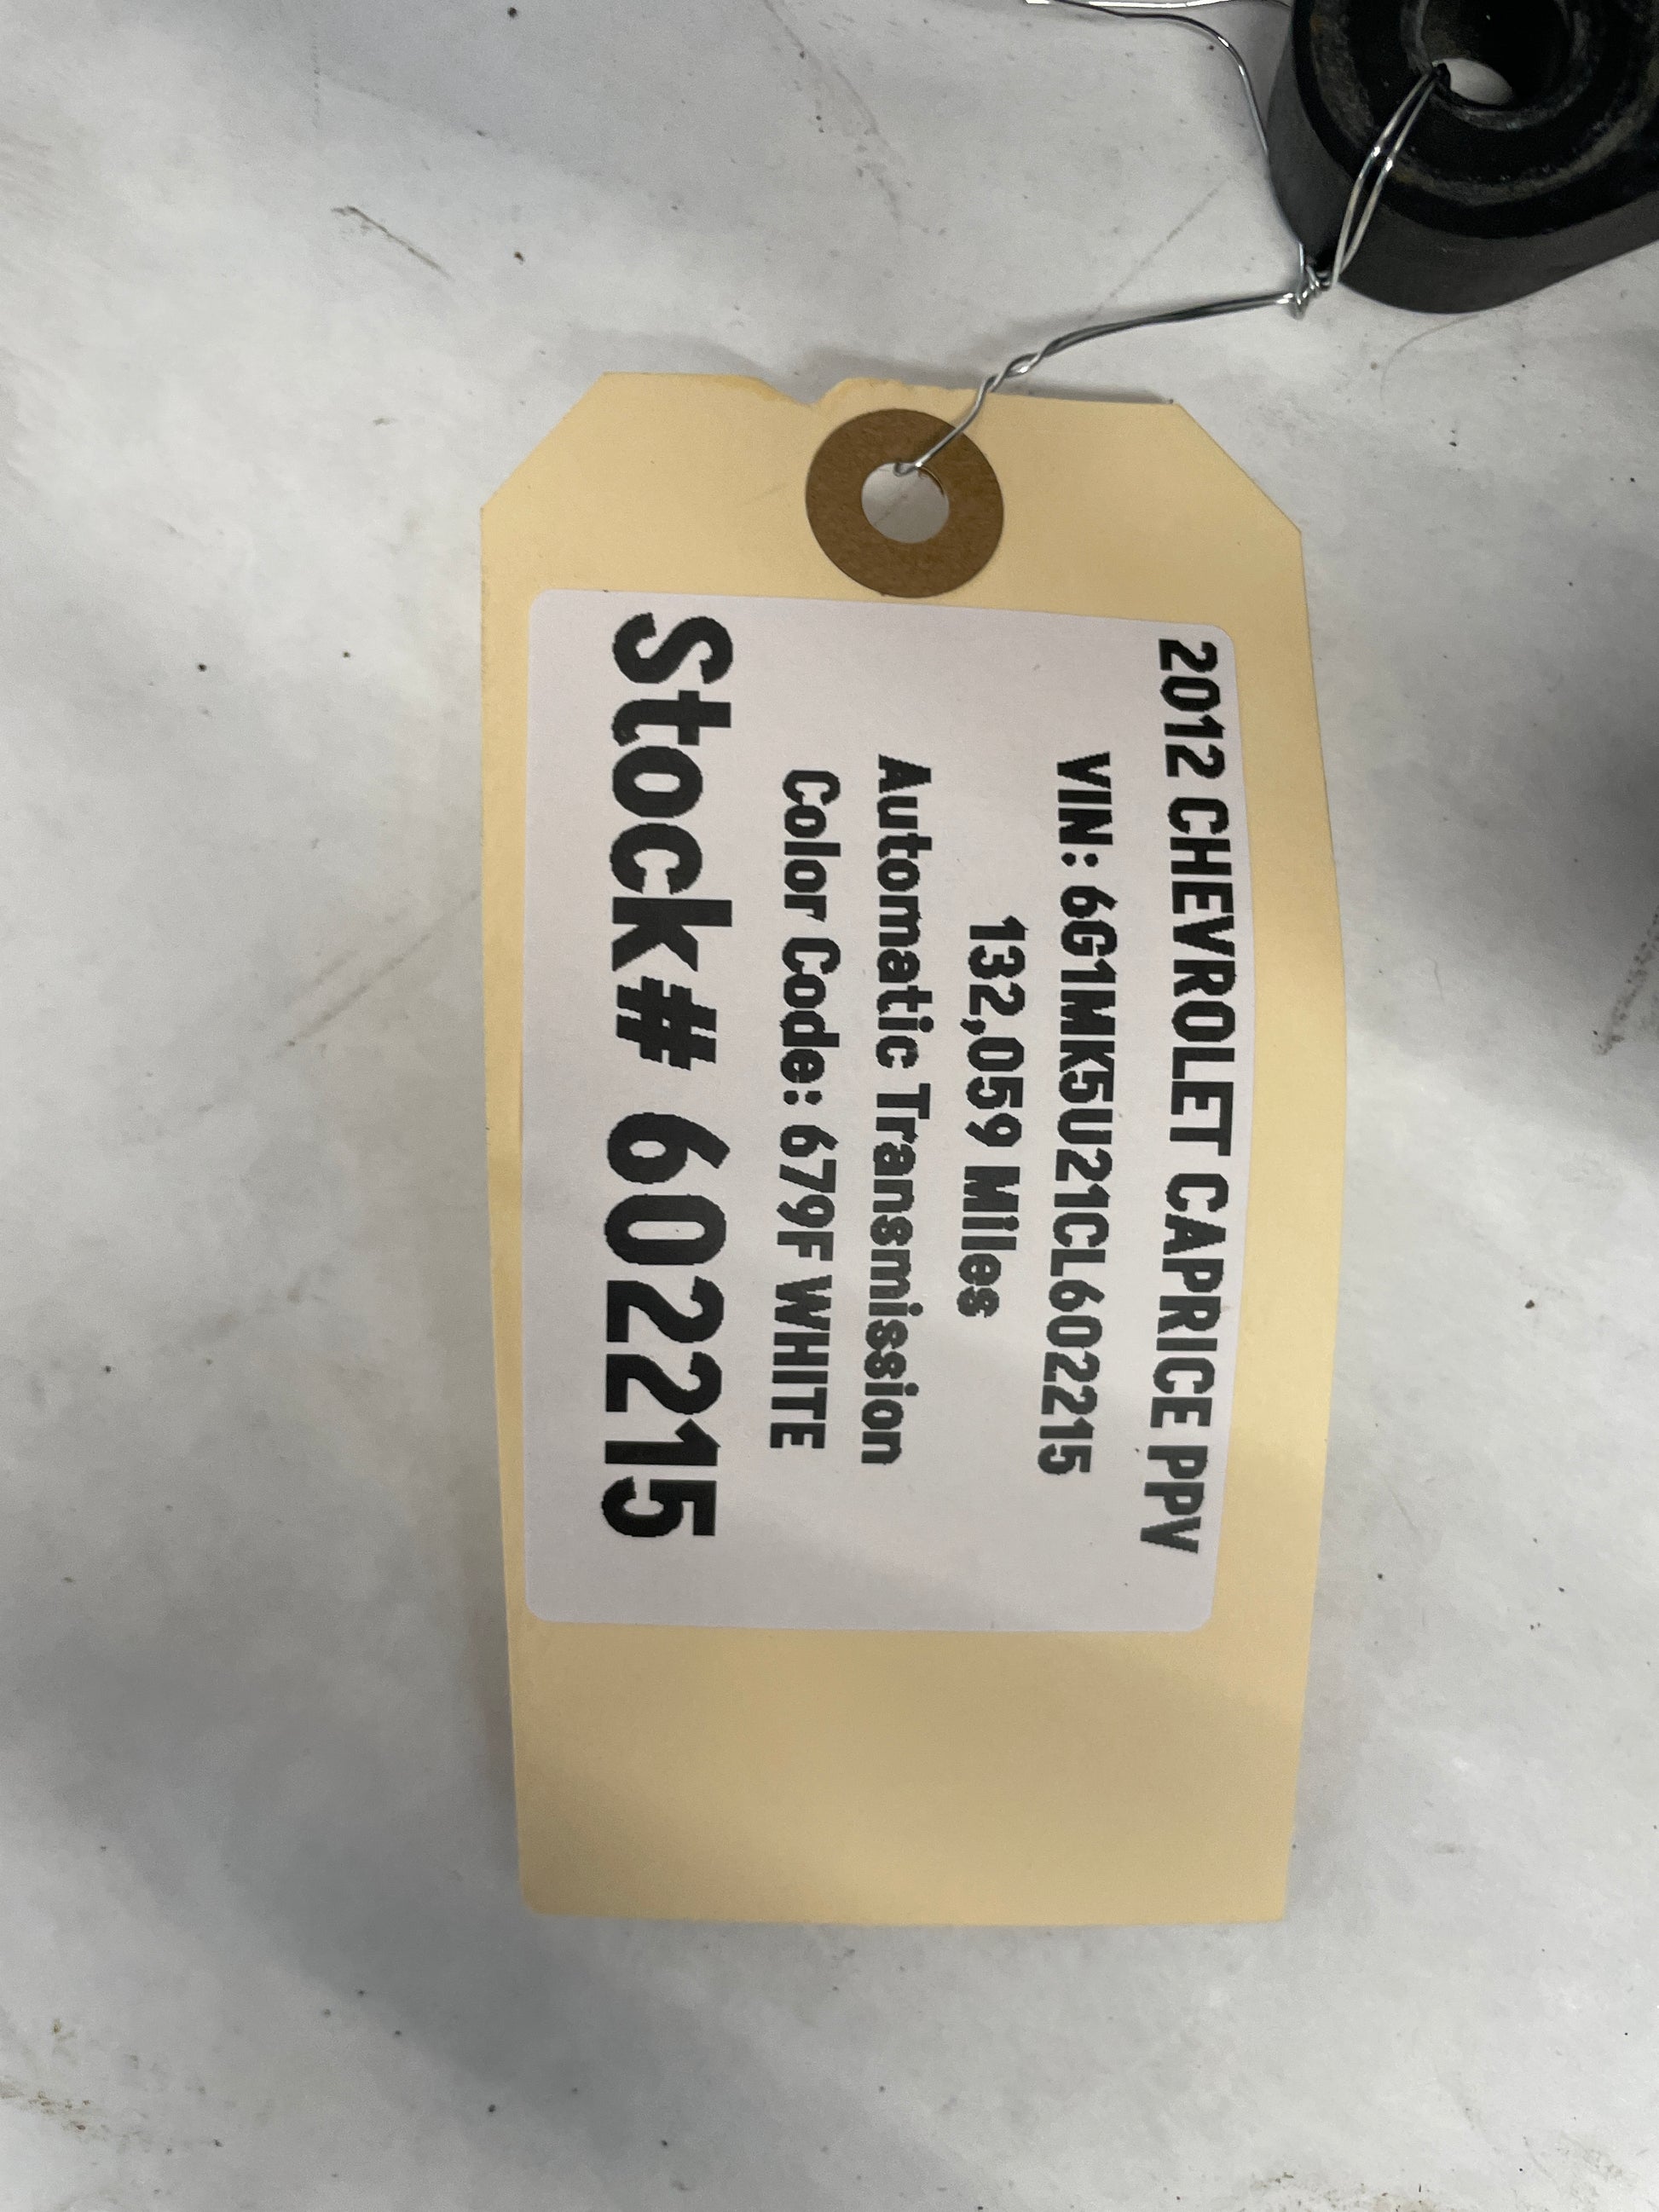 2012 CHEVROLET CAPRICE PPV
VIN: 6G1MK5U21CL602215
132,059 Miles
Automatic Transmission
Color Code: 679F WHITE
Stock# 602215